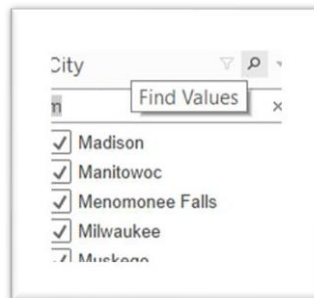 City
Find Values
m
Madison
Manitowoc
Menomonee Falls
Milwaukee
Muskego